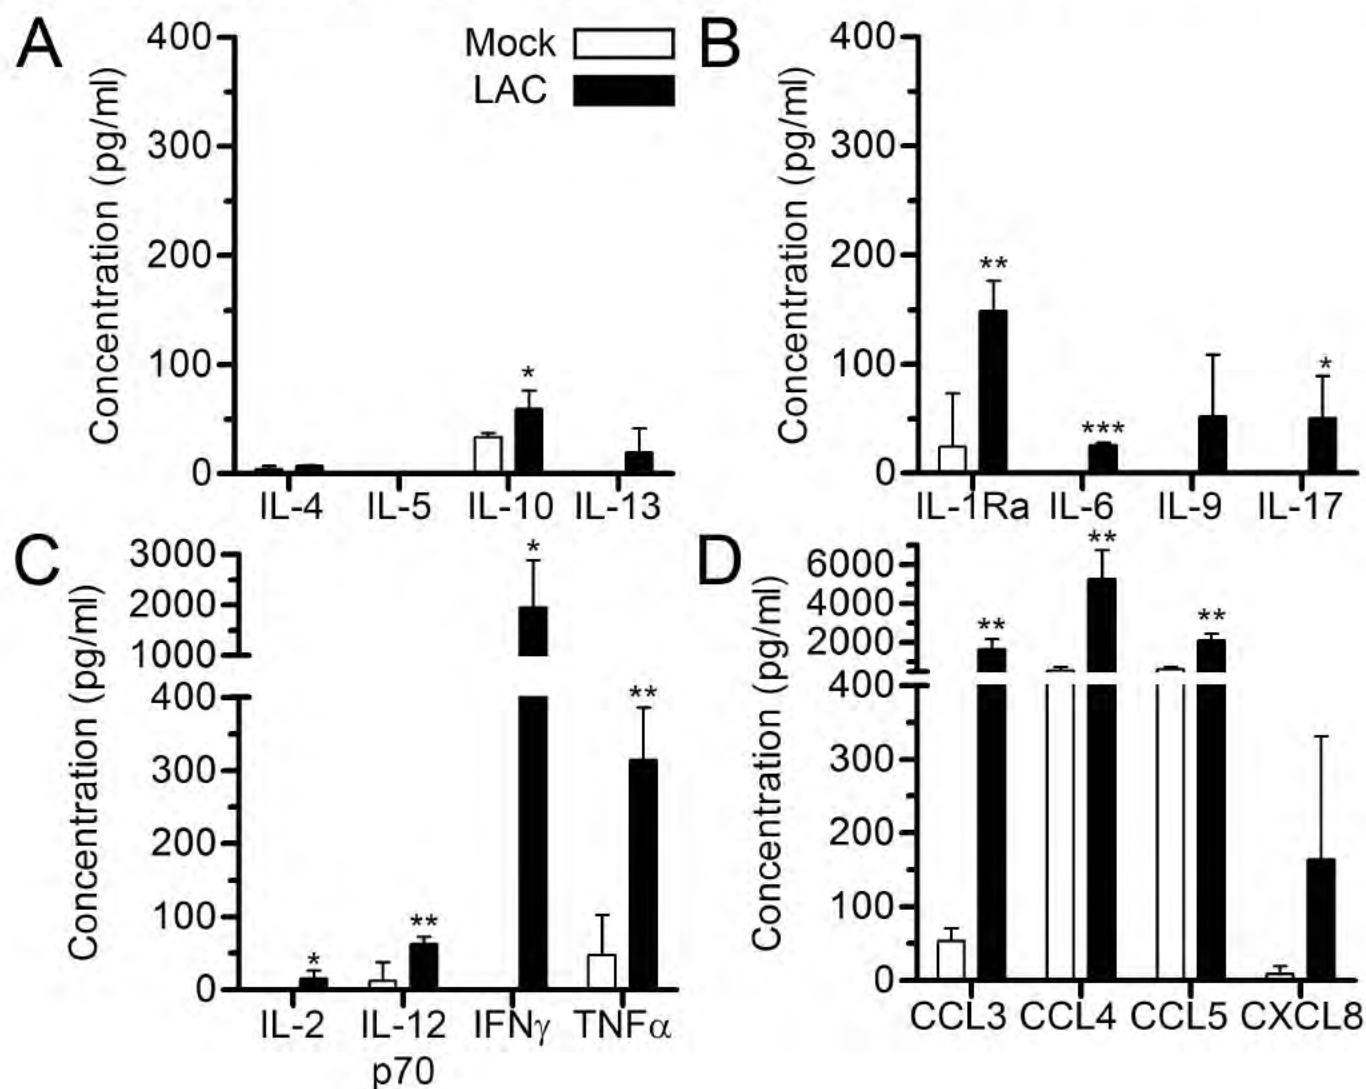 A
Mock
LAC
Concentration (pg/ml)
400
300
200
100
0
*
IL-4 IL-5 IL-10 IL-13
B
Concentration (pg/ml)
400
300
200
100
0
** *** *
IL-1Ra IL-6 IL-9 IL-17
C
Concentration (pg/ml)
3000
2000
1000
400
300
200
100
0
* ** * **
IL-2 IL-12 IFNγ TNFα
p70
D
Concentration (pg/ml)
6000
4000
2000
400
300
200
100
0
** ** **
CCL3 CCL4 CCL5 CXCL8